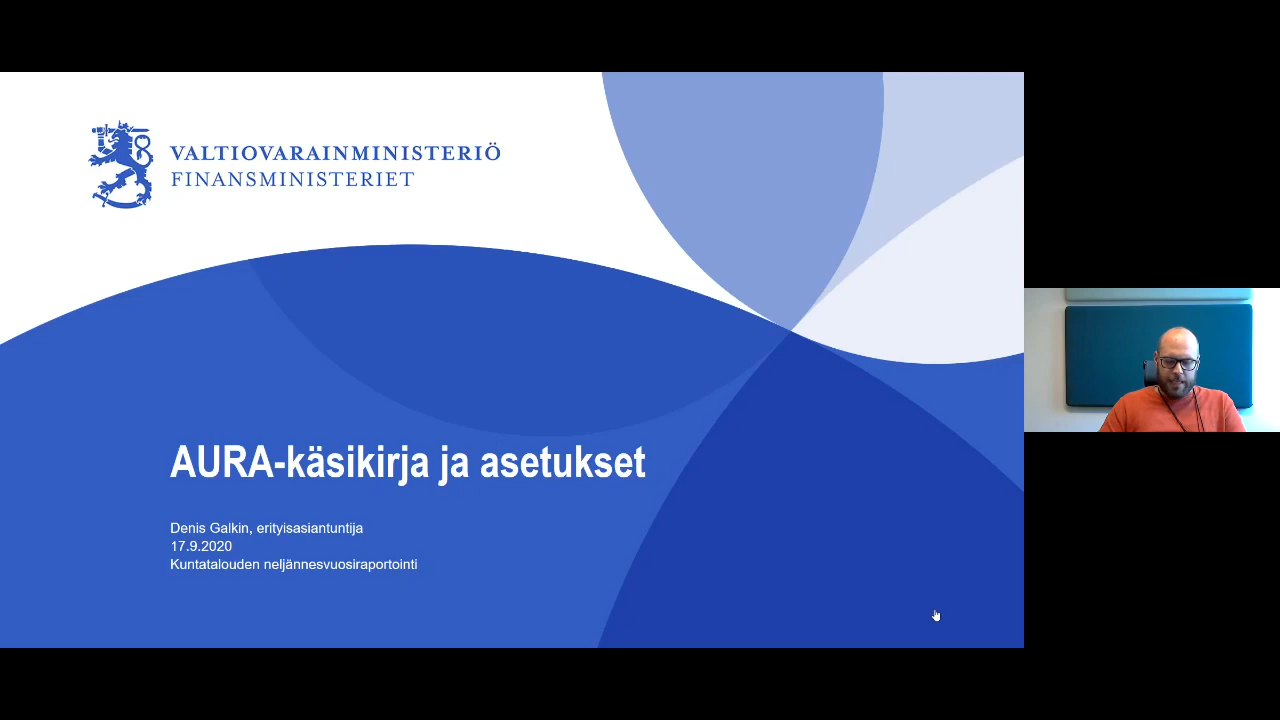 VALTIOVARAINMINISTERIÖ
FINANSMINISTERIET
AURA-käsikirja ja asetukset
Denis Galkin, erityisasiantuntija
17.9.2020
Kuntatalouden neljännesvuosiraportointi